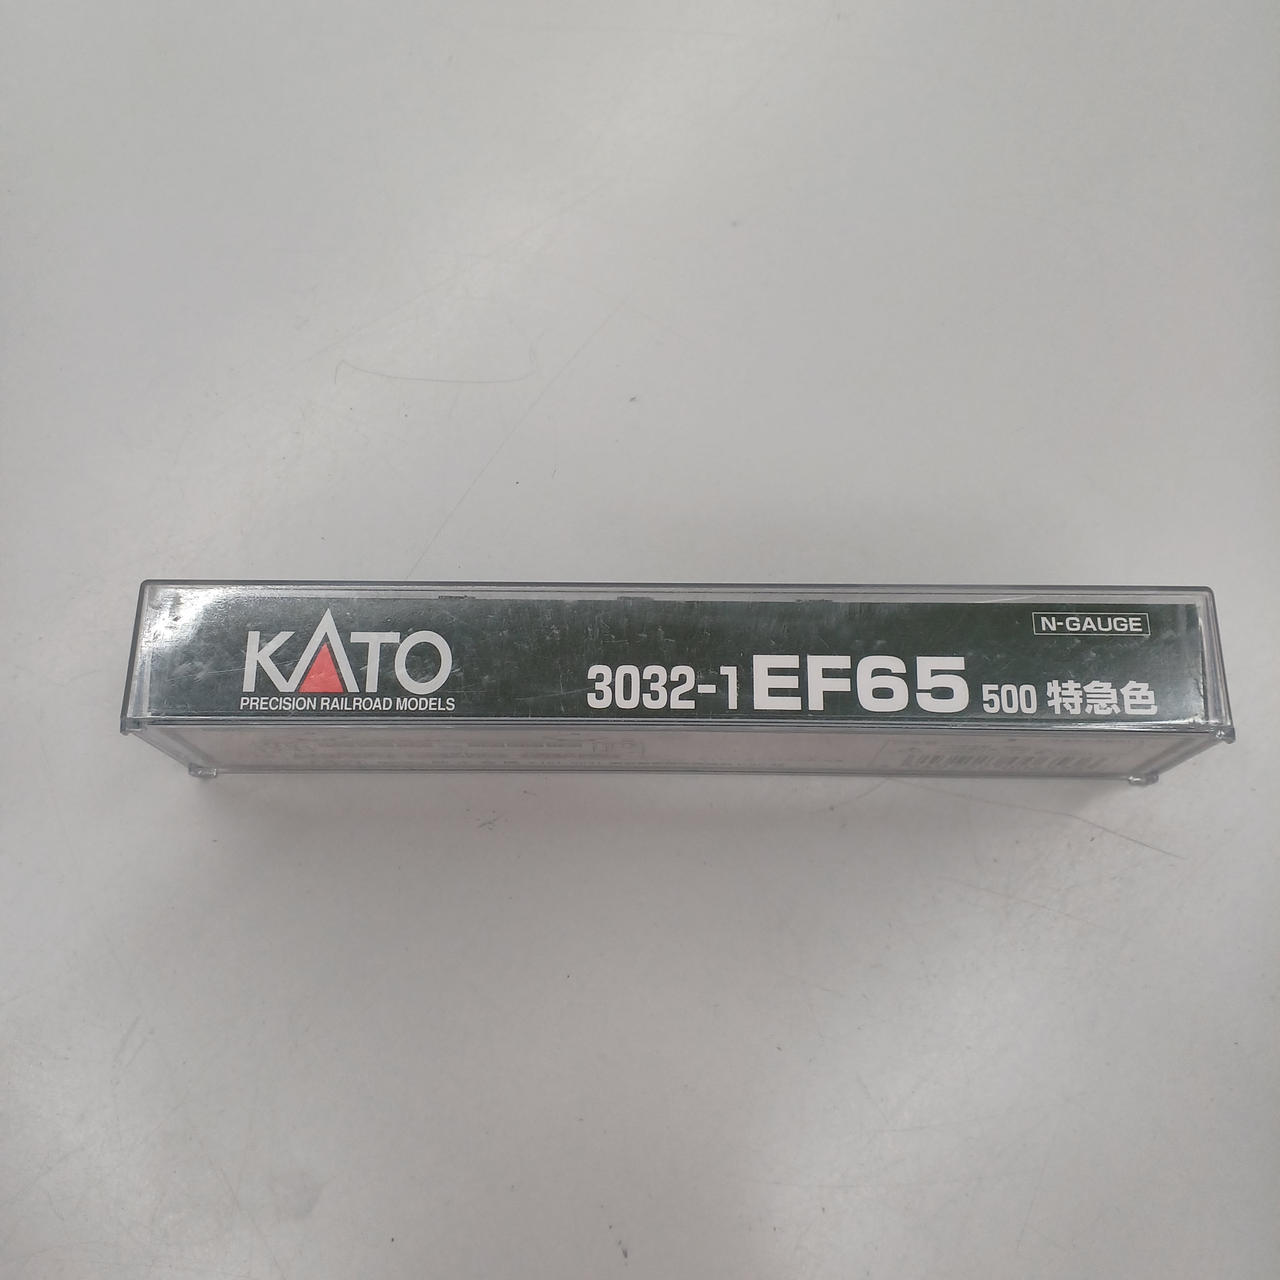 KATO
PRECISION RAILROAD MODELS
N-GAUGE
3032-1 EF65 500 特急色